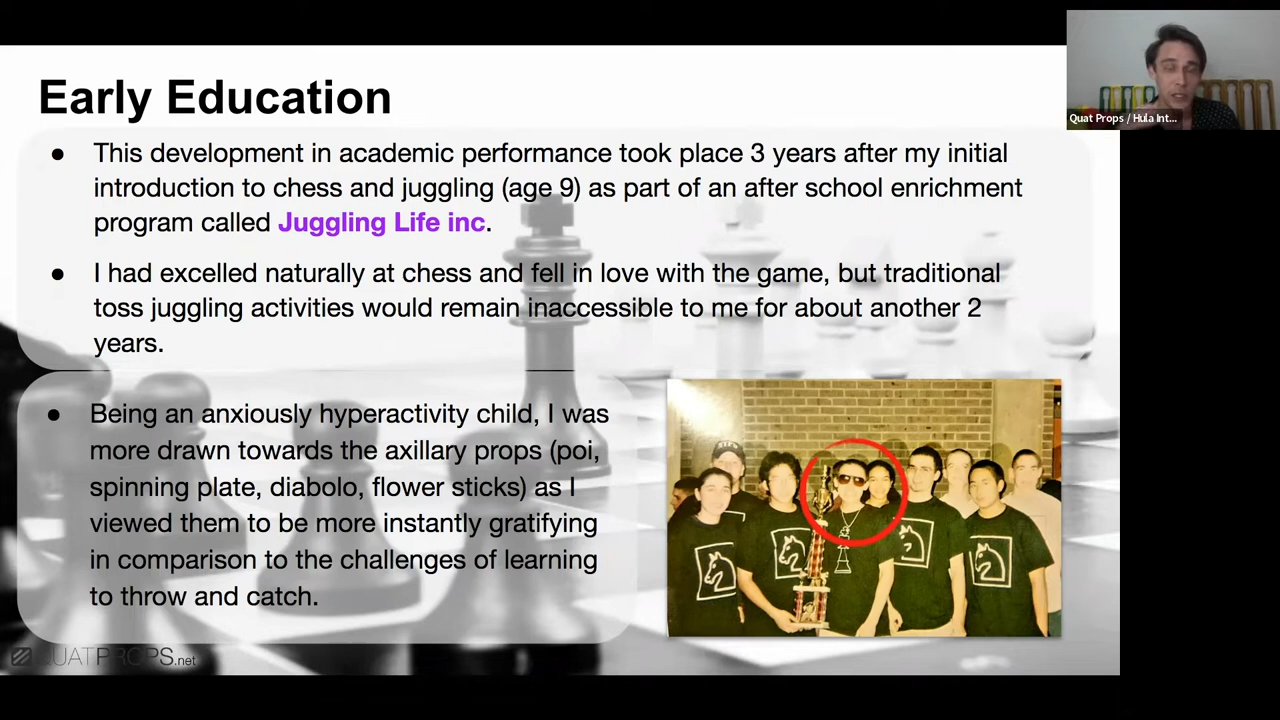 Early Education
● This development in academic performance took place 3 years after my initial
introduction to chess and juggling (age 9) as part of an after school enrichment
program called Juggling Life inc.
● I had excelled naturally at chess and fell in love with the game, but traditional
toss juggling activities would remain inaccessible to me for about another 2
years.
● Being an anxiously hyperactivity child, I was
more drawn towards the axillary props (poi,
spinning plate, diabolo, flower sticks) as I
viewed them to be more instantly gratifying
in comparison to the challenges of learning
to throw and catch.
QUATPROPS.net
Quat Props / Hula Int...